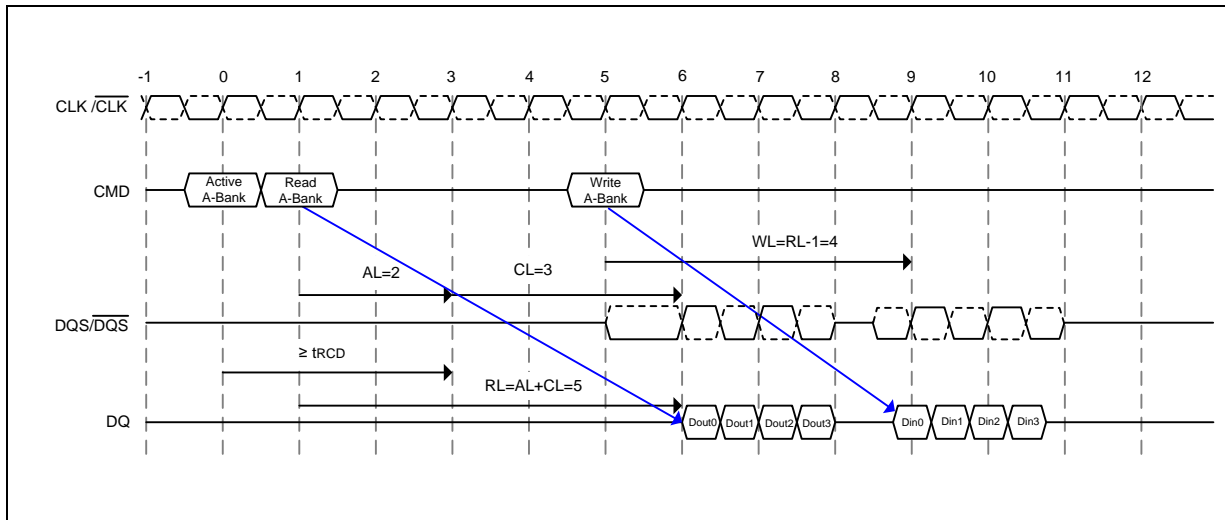 -1 0 1 2 3 4 5 6 7 8 9 10 11 12
CLK /C̅L̅K̅
CMD
Active
A-Bank
Read
A-Bank
Write
A-Bank
WL=RL-1=4
AL=2
CL=3
DQS/D̅Q̅S̅
≥ tRCD
RL=AL+CL=5
DQ
Dout0 Dout1 Dout2 Dout3 Din0 Din1 Din2 Din3